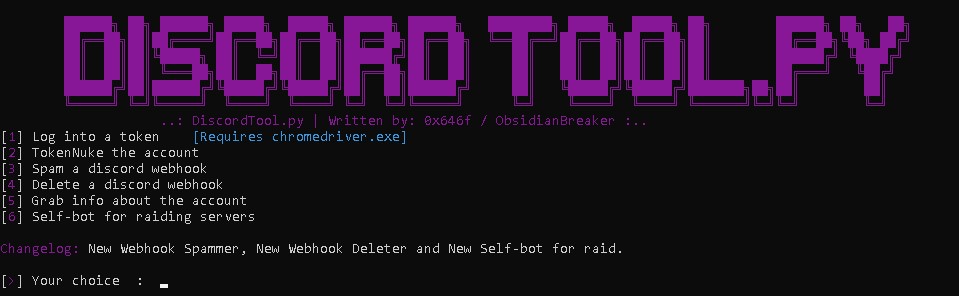 DISCORD TOOL.PY
..: DiscordTool.py | Written by: 0x646f / ObsidianBreaker :..
[1] Log into a token [Requires chromedriver.exe]
[2] TokenNuke the account
[3] Spam a discord webhook
[4] Delete a discord webhook
[5] Grab info about the account
[6] Self-bot for raiding servers
Changelog: New Webhook Spammer, New Webhook Deleter and New Self-bot for raid.
[>] Your choice :